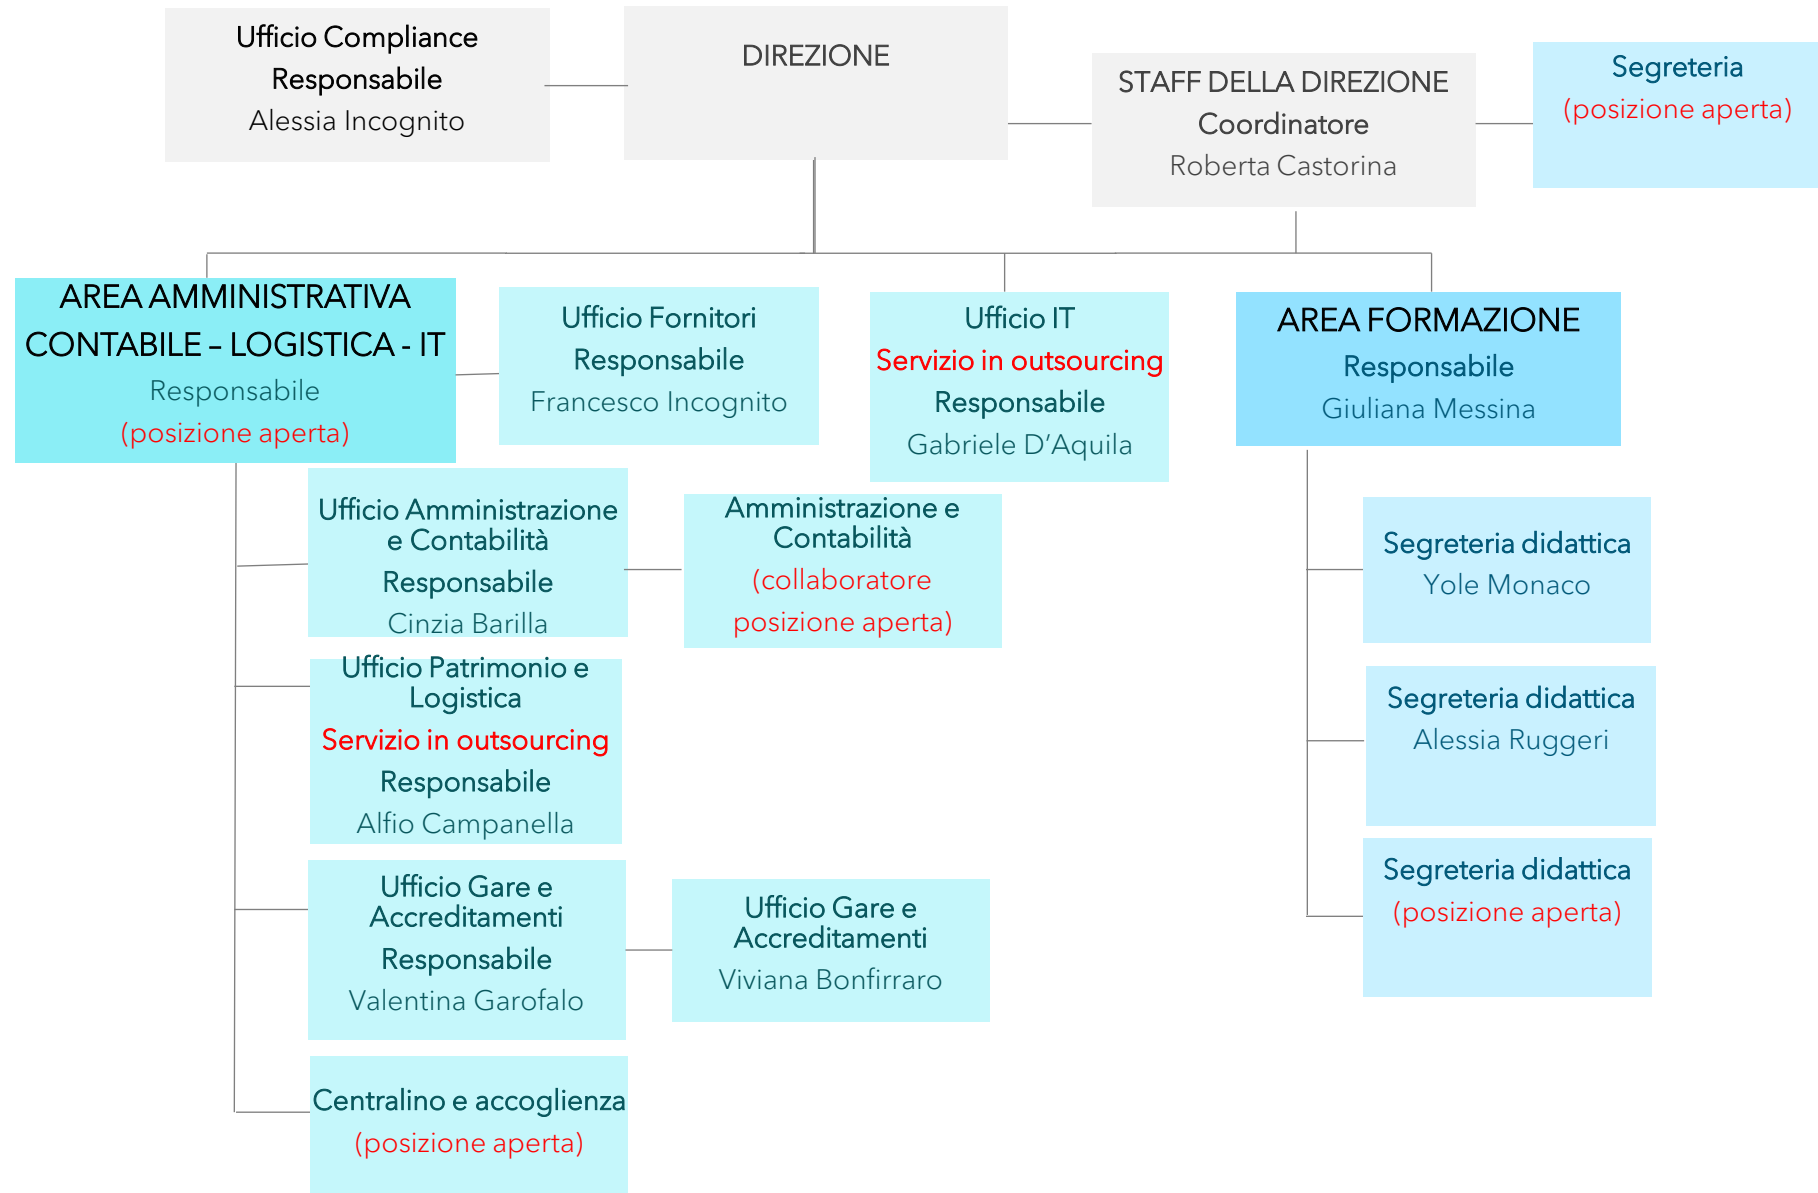 Ufficio Compliance
Responsabile
Alessia Incognito
DIREZIONE
STAFF DELLA DIREZIONE
Coordinatore
Roberta Castorina
Segreteria
(posizione aperta)
AREA AMMINISTRATIVA
CONTABILE – LOGISTICA - IT
Responsabile
(posizione aperta)
Ufficio Fornitori
Responsabile
Francesco Incognito
Ufficio IT
Servizio in outsourcing
Responsabile
Gabriele D’Aquila
AREA FORMAZIONE
Responsabile
Giuliana Messina
Ufficio Amministrazione
e Contabilità
Responsabile
Cinzia Barilla
Amministrazione e
Contabilità
(collaboratore
posizione aperta)
Segreteria didattica
Yole Monaco
Ufficio Patrimonio e
Logistica
Servizio in outsourcing
Responsabile
Alfio Campanella
Segreteria didattica
Alessia Ruggeri
Ufficio Gare e
Accreditamenti
Responsabile
Valentina Garofalo
Ufficio Gare e
Accreditamenti
Viviana Bonfirraro
Segreteria didattica
(posizione aperta)
Centralino e accoglienza
(posizione aperta)